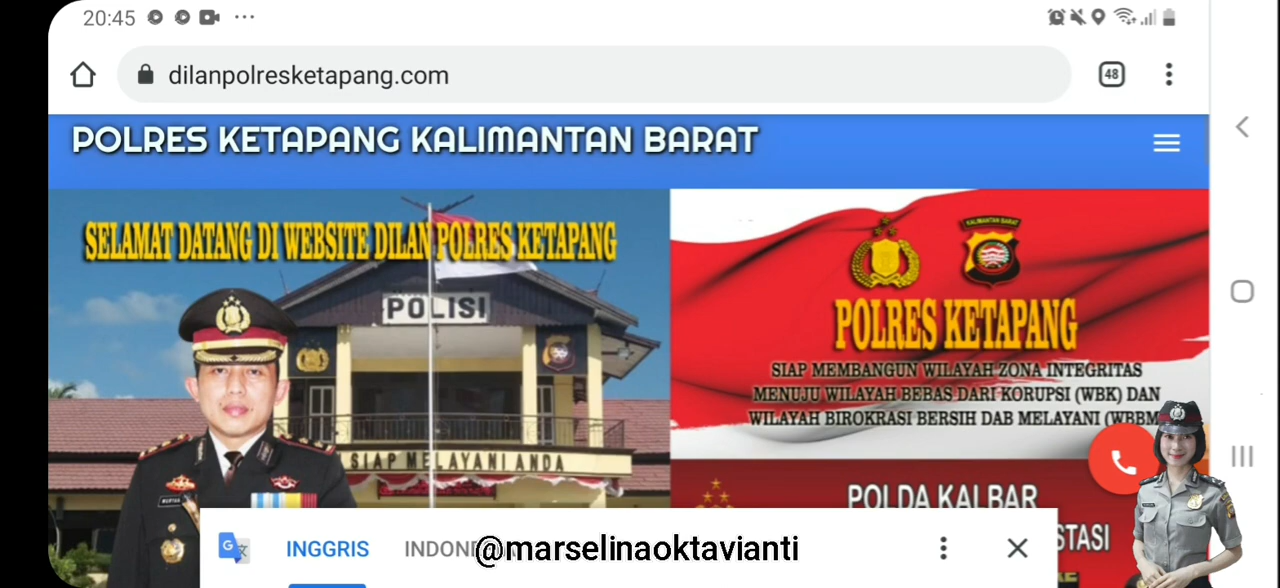 20:45
dilanpolresketapang.com
48
POLRES KETAPANG KALIMANTAN BARAT
SELAMAT DATANG DI WEBSITE DILAN POLRES KETAPANG
POLISI
SIAP MELAYANI ANDA
KALIMANTAN BARAT
POLRES KETAPANG
SIAP MEMBANGUN WILAYAH ZONA INTEGRITAS
MENUJU WILAYAH BEBAS DARI KORUPSI (WBK) DAN
WILAYAH BIROKRASI BERSIH DAB MELAYANI (WBBM
POLDA KALBAR
STASI
INGGRIS
@marselinaoktavianti